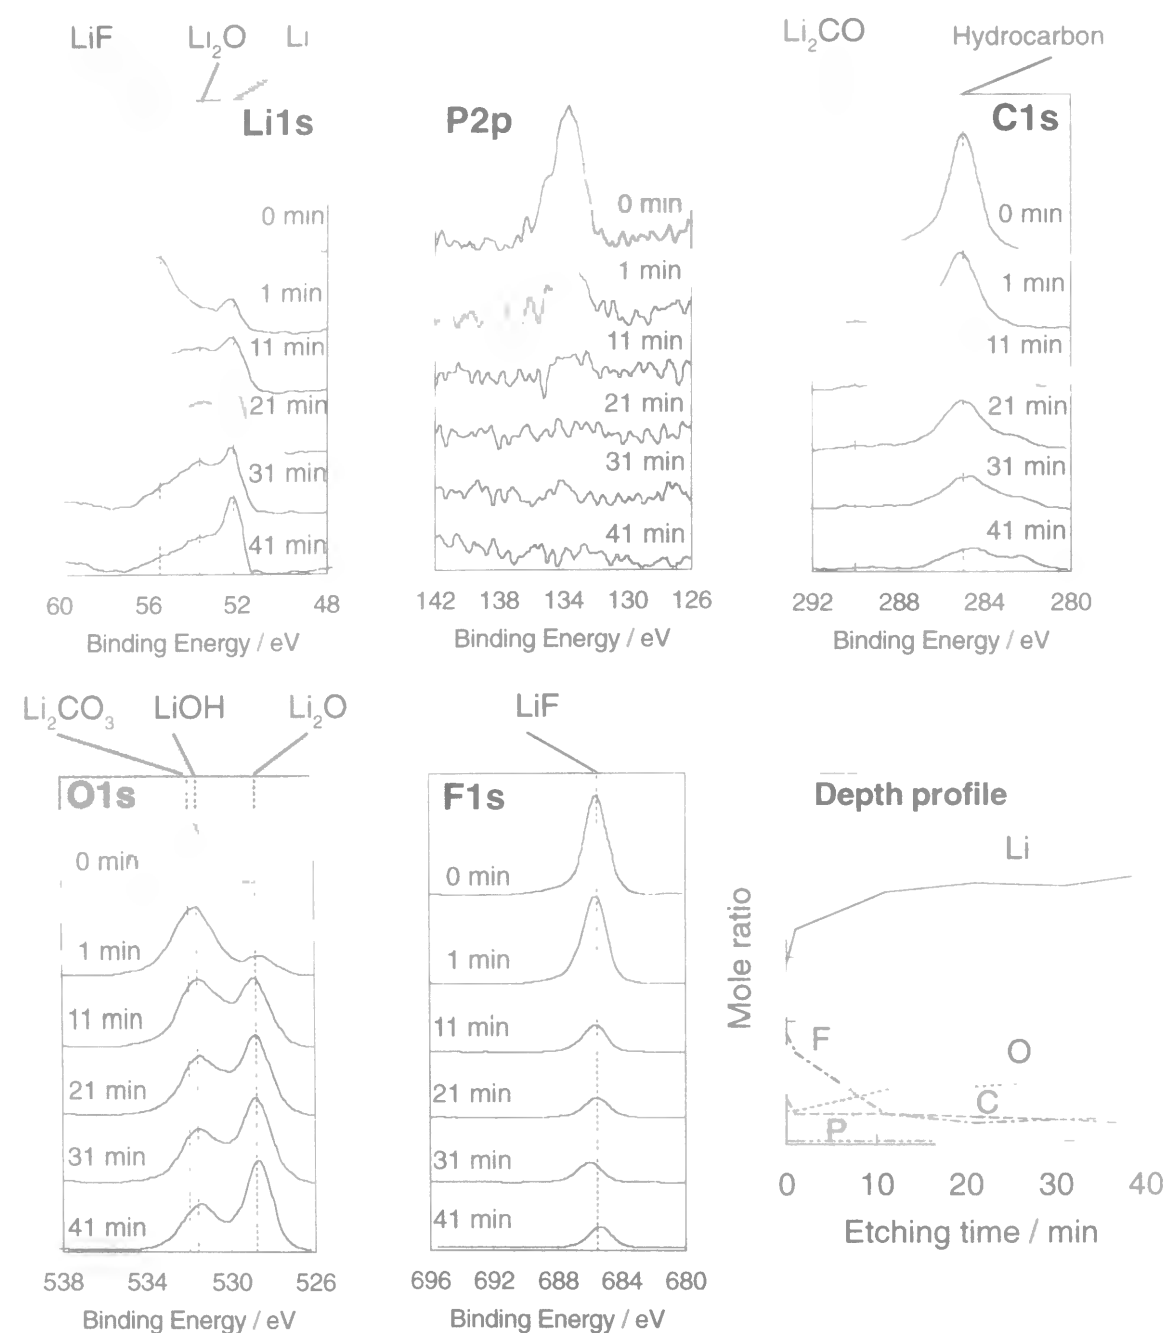 LiF Li₂O Li
Li1s
0 min
1 min
11 min
21 min
31 min
41 min
60 56 52 48
Binding Energy / eV
P2p
0 min
1 min
11 min
21 min
31 min
41 min
142 138 134 130 126
Binding Energy / eV
Li₂CO Hydrocarbon
C1s
0 min
1 min
11 min
21 min
31 min
41 min
292 288 284 280
Binding Energy / eV
Li₂CO₃ LiOH Li₂O
O1s
0 min
1 min
11 min
21 min
31 min
41 min
538 534 530 526
Binding Energy / eV
LiF
F1s
0 min
1 min
11 min
21 min
31 min
41 min
696 692 688 684 680
Binding Energy / eV
Depth profile
Li
F
O
C
P
Mole ratio
0 10 20 30 40
Etching time / min